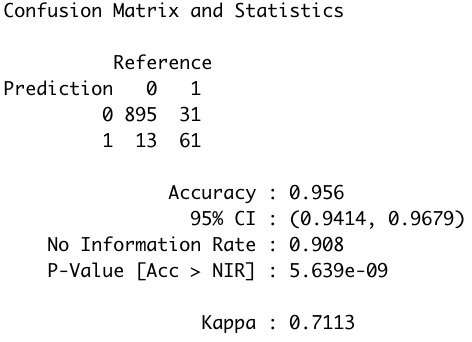 Confusion Matrix and Statistics
Reference
Prediction 0 1
0 895 31
1 13 61
Accuracy : 0.956
95% CI : (0.9414, 0.9679)
No Information Rate : 0.908
P-Value [Acc > NIR] : 5.639e-09
Kappa : 0.7113